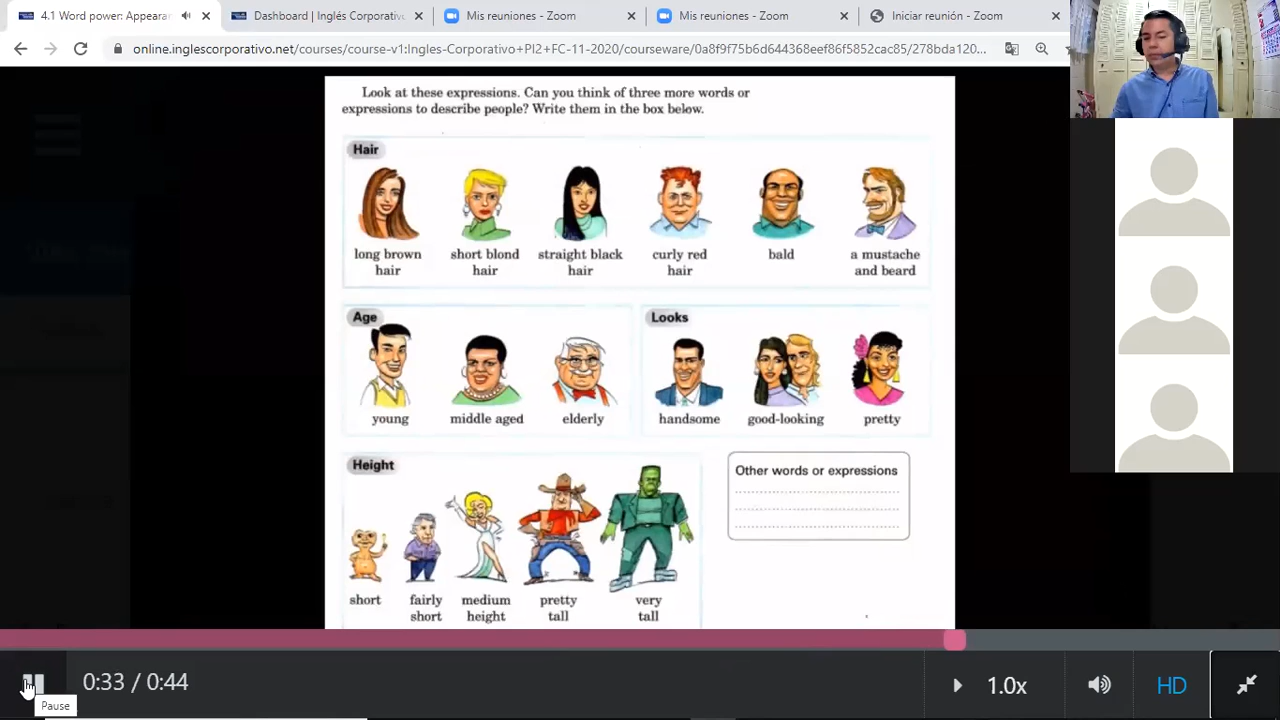 4.1 Word power: Appearan
Dashboard | Inglés Corporativo
Mis reuniones - Zoom
Mis reuniones - Zoom
Iniciar reunión - Zoom
online.inglescorporativo.net/courses/course-v1:Ingles-Corporativo+PI2+FC-11-2020/courseware/0a8f9f75b6d644368eef86f5852cac85/278bda120...
Look at these expressions. Can you think of three more words or
expressions to describe people? Write them in the box below.
Hair
long brown
hair
short blond
hair
straight black
hair
curly red
hair
bald
a mustache
and beard
Age
young
middle aged
elderly
Looks
handsome
good-looking
pretty
Height
short
fairly
short
medium
height
pretty
tall
very
tall
Other words or expressions
0:33 / 0:44
1.0x
HD
Pause